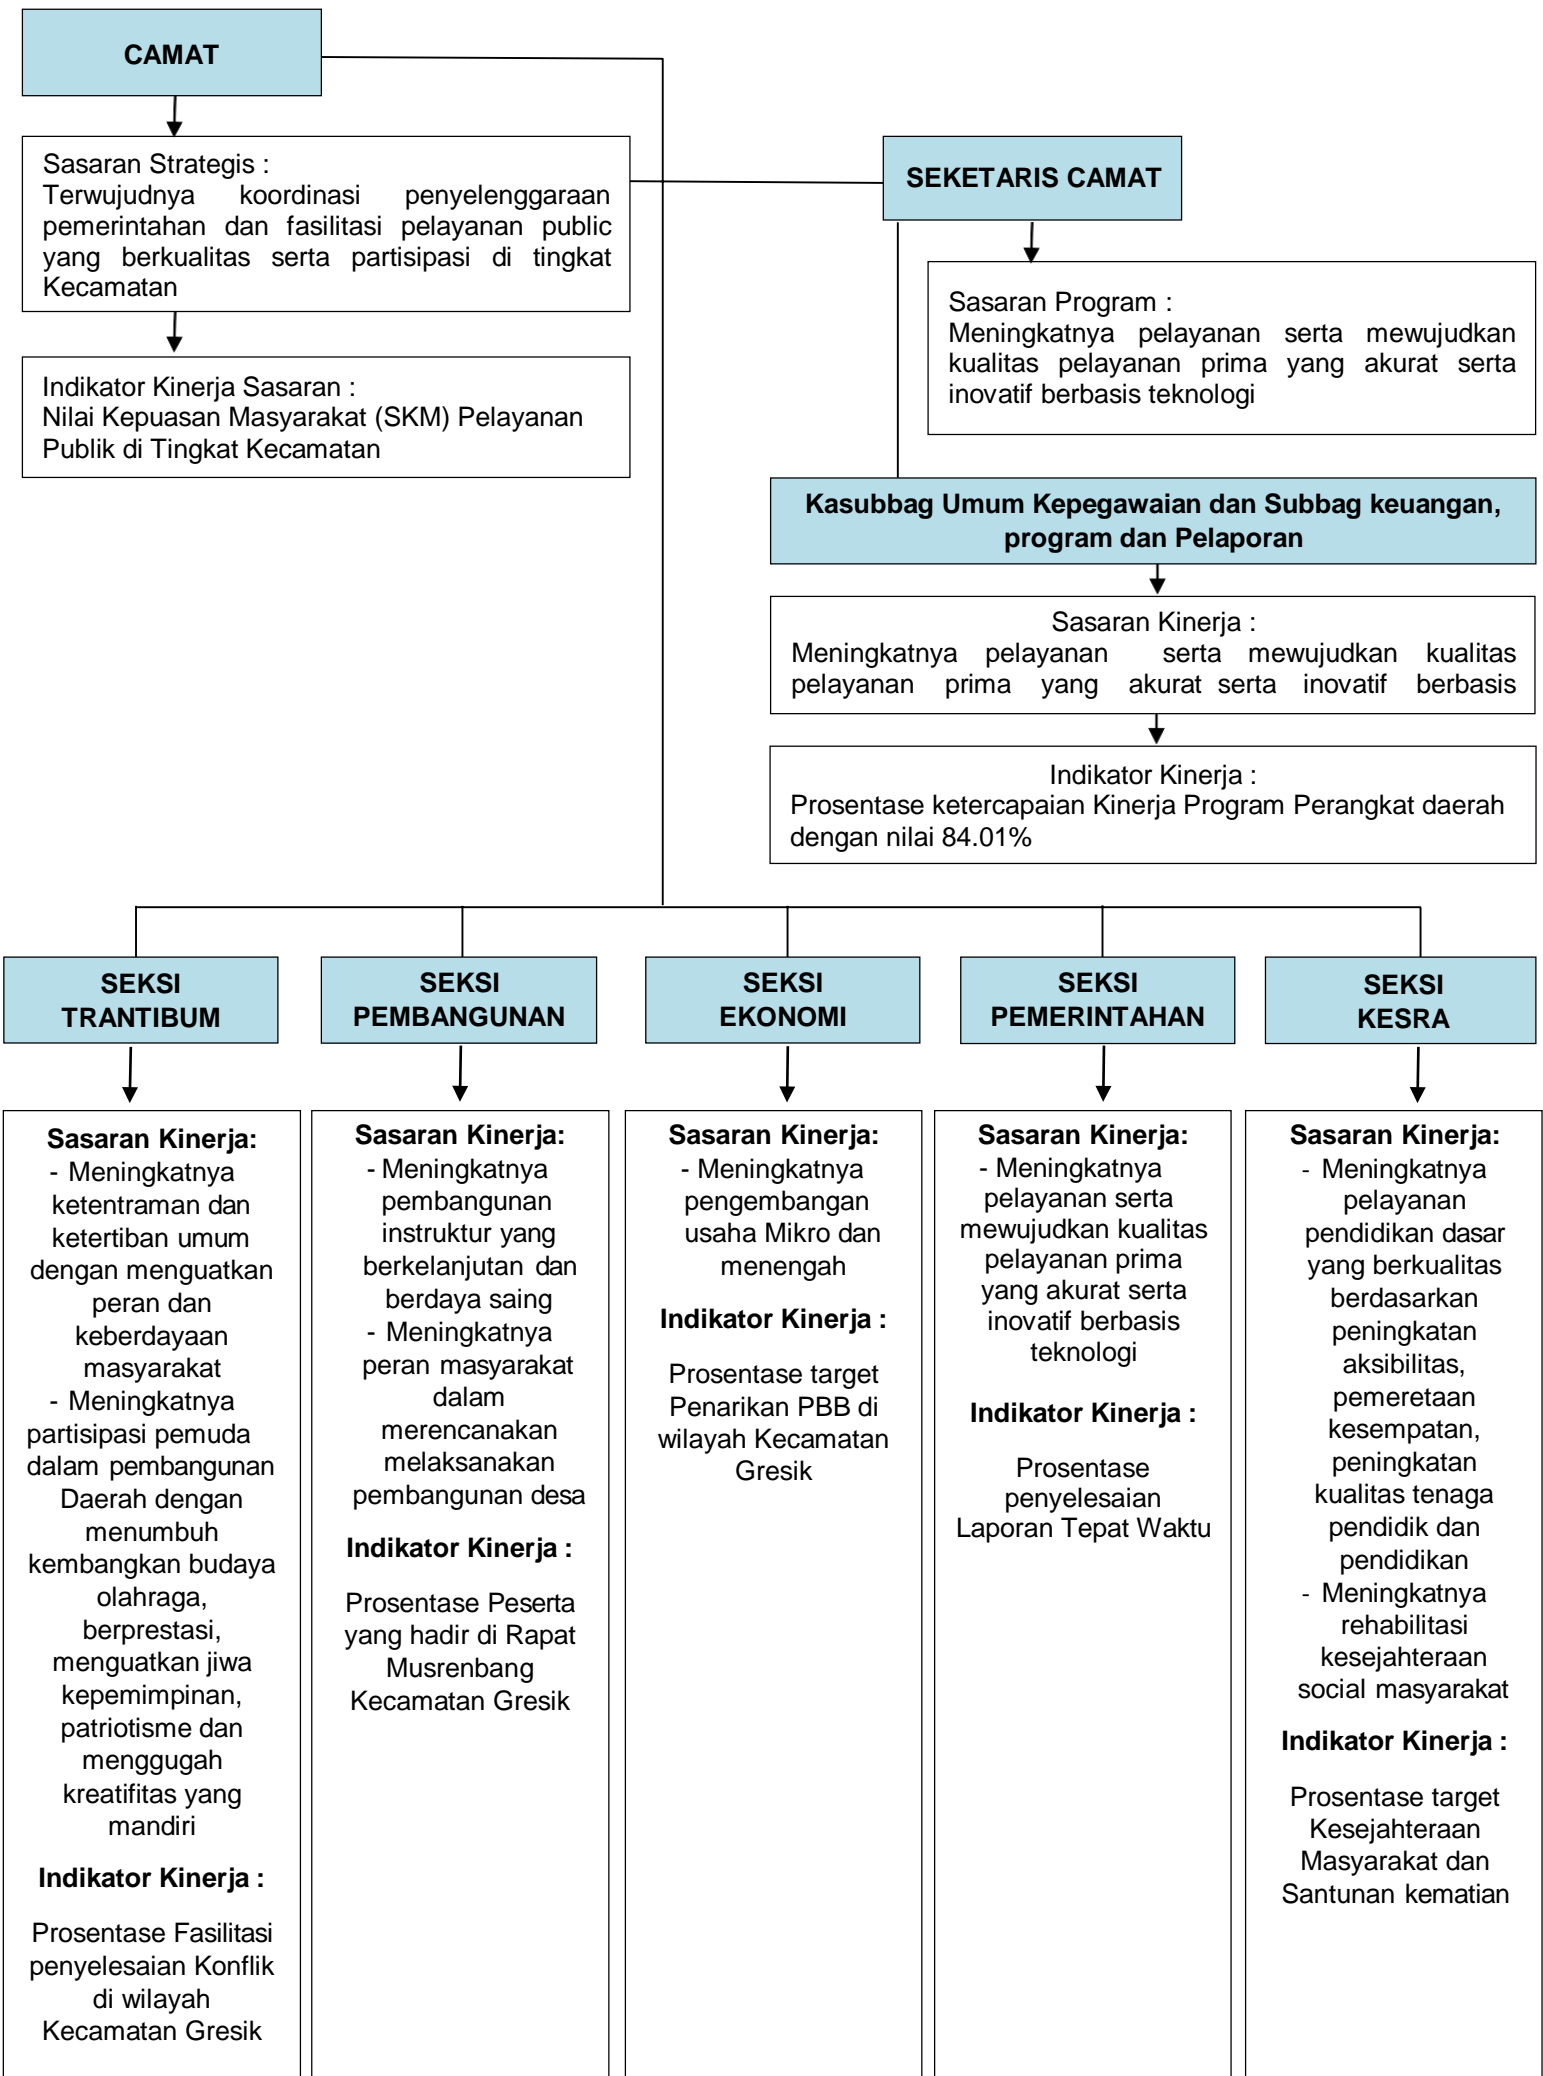 CAMAT
Sasaran Strategis :
Terwujudnya koordinasi penyelenggaraan
pemerintahan dan fasilitasi pelayanan public
yang berkualitas serta partisipasi di tingkat
Kecamatan
Indikator Kinerja Sasaran :
Nilai Kepuasan Masyarakat (SKM) Pelayanan
Publik di Tingkat Kecamatan
SEKETARIS CAMAT
Sasaran Program :
Meningkatnya pelayanan serta mewujudkan
kualitas pelayanan prima yang akurat serta
inovatif berbasis teknologi
Kasubbag Umum Kepegawaian dan Subbag keuangan,
program dan Pelaporan
Sasaran Kinerja :
Meningkatnya pelayanan serta mewujudkan kualitas
pelayanan prima yang akurat serta inovatif berbasis
Indikator Kinerja :
Prosentase ketercapaian Kinerja Program Perangkat daerah
dengan nilai 84.01%
SEKSI
TRANTIBUM
Sasaran Kinerja:
- Meningkatnya
ketentraman dan
ketertiban umum
dengan menguatkan
peran dan
keberdayaan
masyarakat
- Meningkatnya
partisipasi pemuda
dalam pembangunan
Daerah dengan
menumbuh
kembangkan budaya
olahraga,
berprestasi,
menguatkan jiwa
kepemimpinan,
patriotisme dan
menggugah
kreatifitas yang
mandiri
Indikator Kinerja :
Prosentase Fasilitasi
penyelesaian Konflik
di wilayah
Kecamatan Gresik
SEKSI
PEMBANGUNAN
Sasaran Kinerja:
- Meningkatnya
pembangunan
instruktur yang
berkelanjutan dan
berdaya saing
- Meningkatnya
peran masyarakat
dalam
merencanakan
melaksanakan
pembangunan desa
Indikator Kinerja :
Prosentase Peserta
yang hadir di Rapat
Musrenbang
Kecamatan Gresik
SEKSI
EKONOMI
Sasaran Kinerja:
- Meningkatnya
pengembangan
usaha Mikro dan
menengah
Indikator Kinerja :
Prosentase target
Penarikan PBB di
wilayah Kecamatan
Gresik
SEKSI
PEMERINTAHAN
Sasaran Kinerja:
- Meningkatnya
pelayanan serta
mewujudkan kualitas
pelayanan prima
yang akurat serta
inovatif berbasis
teknologi
Indikator Kinerja :
Prosentase
penyelesaian
Laporan Tepat Waktu
SEKSI
KESRA
Sasaran Kinerja:
- Meningkatnya
pelayanan
pendidikan dasar
yang berkualitas
berdasarkan
peningkatan
aksibilitas,
pemeretaan
kesempatan,
peningkatan
kualitas tenaga
pendidik dan
pendidikan
- Meningkatnya
rehabilitasi
kesejahteraan
social masyarakat
Indikator Kinerja :
Prosentase target
Kesejahteraan
Masyarakat dan
Santunan kematian